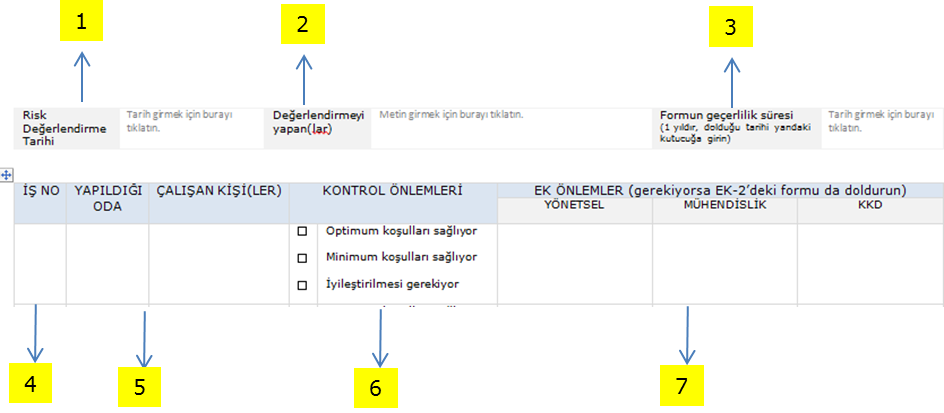 1
2
3
Risk
Değerlendirme
Tarihi
Tarih girmek için burayı
tıklatın.
Değerlendirmeyi
yapan(lar)
Metin girmek için burayı tıklatın.
Formun geçerlilik süresi
(1 yıldır, dolduğu tarihi yandaki
kutucuğa girin)
Tarih girmek için burayı
tıklatın.
İŞ NO
YAPILDIĞI
ODA
ÇALIŞAN KİŞİ(LER)
KONTROL ÖNLEMLERİ
EK ÖNLEMLER (gerekiyorsa EK-2’deki formu da doldurun)
YÖNETSEL
MÜHENDİSLİK
KKD
Optimum koşulları sağlıyor
Minimum koşulları sağlıyor
İyileştirilmesi gerekiyor
4
5
6
7